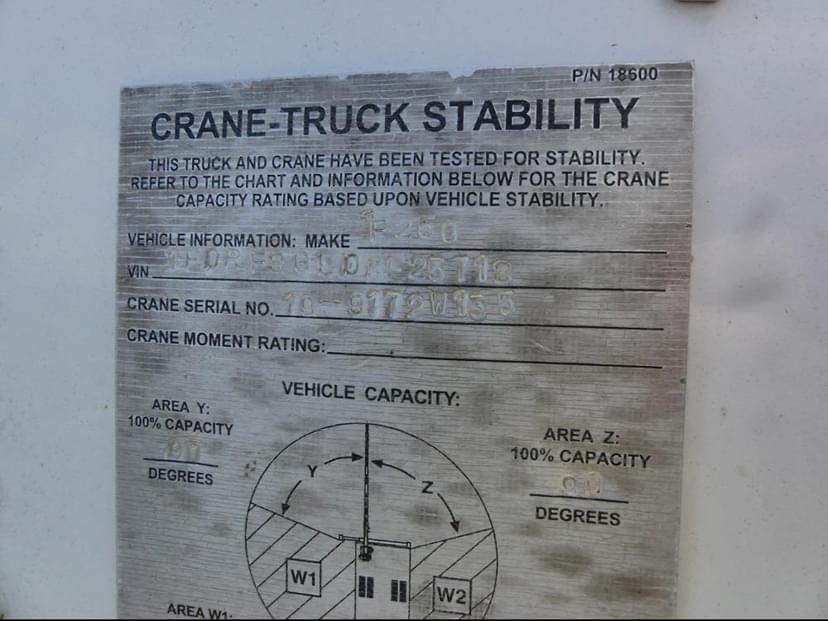 P/N 18600
CRANE-TRUCK STABILITY
THIS TRUCK AND CRANE HAVE BEEN TESTED FOR STABILITY.
REFER TO THE CHART AND INFORMATION BELOW FOR THE CRANE
CAPACITY RATING BASED UPON VEHICLE STABILITY.
VEHICLE INFORMATION: MAKE
VIN
CRANE SERIAL NO.
CRANE MOMENT RATING:
VEHICLE CAPACITY:
AREA Y:
100% CAPACITY
90
DEGREES
AREA Z:
100% CAPACITY
90
DEGREES
Y
Z
W1
W2
AREA W1: